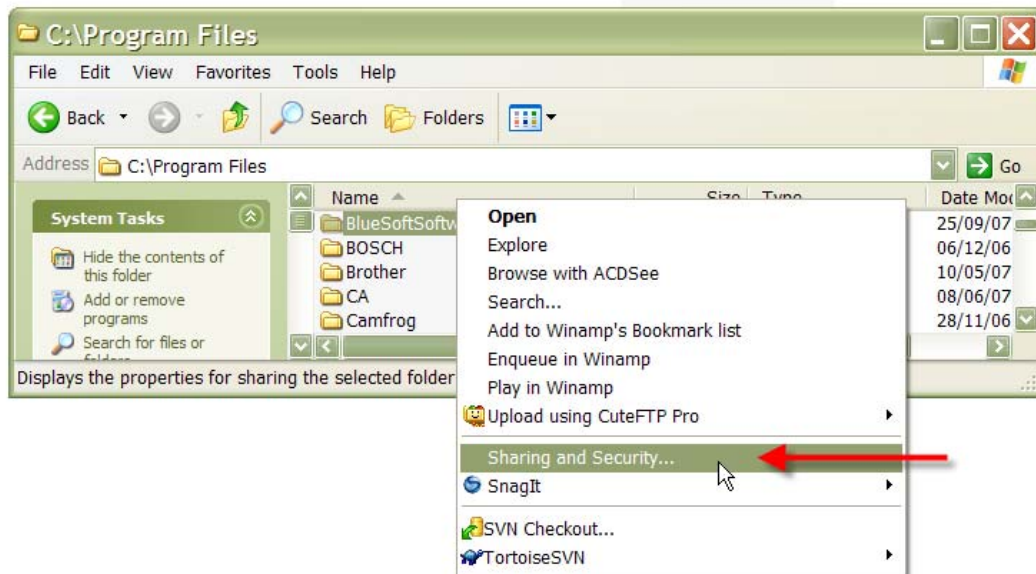 C:\Program Files
File Edit View Favorites Tools Help
Back Search Folders
Address C:\Program Files Go
System Tasks
Hide the contents of
this folder
Add or remove
programs
Search for files or
folders
Name Size Type Date Mod
BlueSoftSoftw 25/09/07
BOSCH 06/12/06
Brother 10/05/07
CA 08/06/07
Camfrog 28/11/06
Displays the properties for sharing the selected folder
Open
Explore
Browse with ACDSee
Search...
Add to Winamp's Bookmark list
Enqueue in Winamp
Play in Winamp
Upload using CuteFTP Pro
Sharing and Security...
SnagIt
SVN Checkout...
TortoiseSVN